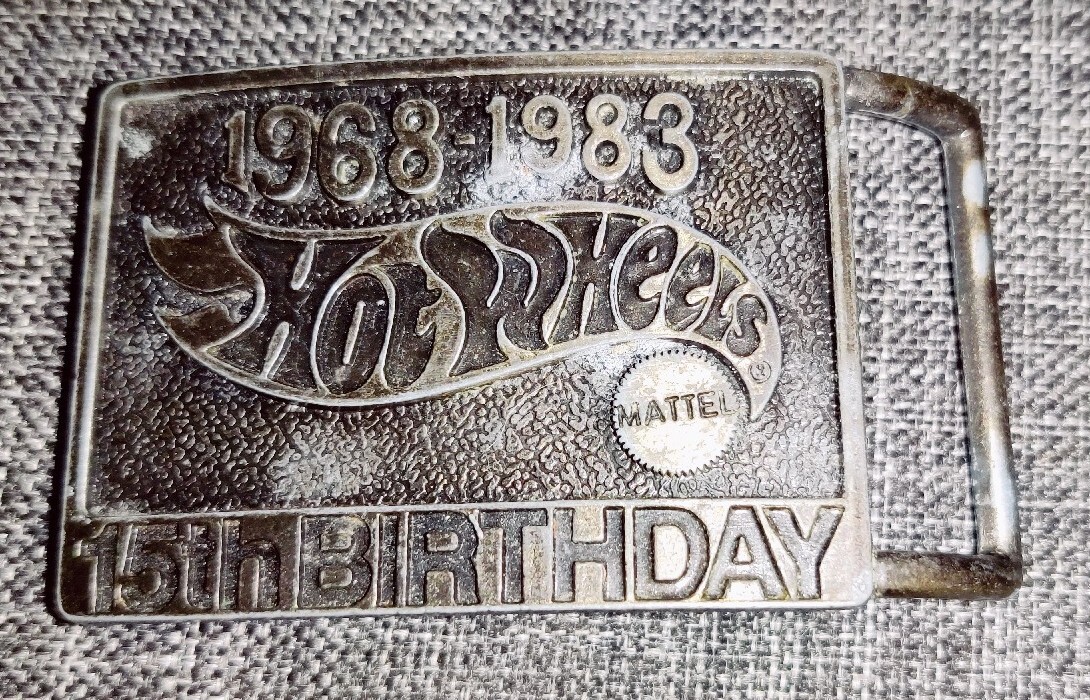 1968-1983
Hot Wheels ®
MATTEL
15th BIRTHDAY